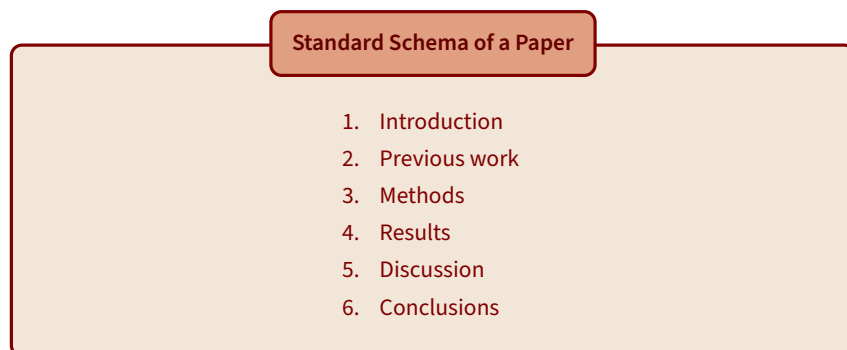 Standard Schema of a Paper
1. Introduction
2. Previous work
3. Methods
4. Results
5. Discussion
6. Conclusions